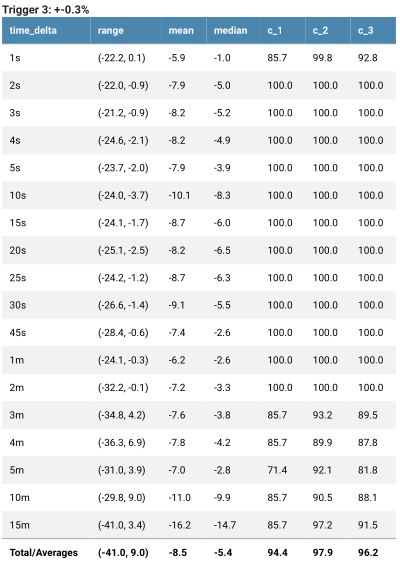 Trigger 3: +-0.3%
time_delta range mean median c_1 c_2 c_3
1s (-22.2, 0.1) -5.9 -1.0 85.7 99.8 92.8
2s (-22.0, -0.9) -7.9 -5.0 100.0 100.0 100.0
3s (-21.2, -0.9) -8.2 -5.2 100.0 100.0 100.0
4s (-24.6, -2.1) -8.2 -4.9 100.0 100.0 100.0
5s (-23.7, -2.0) -7.9 -3.9 100.0 100.0 100.0
10s (-24.0, -3.7) -10.1 -8.3 100.0 100.0 100.0
15s (-24.1, -1.7) -8.7 -6.0 100.0 100.0 100.0
20s (-25.1, -2.5) -8.2 -6.5 100.0 100.0 100.0
25s (-24.2, -1.2) -8.7 -6.3 100.0 100.0 100.0
30s (-26.6, -1.4) -9.1 -5.5 100.0 100.0 100.0
45s (-28.4, -0.6) -7.4 -2.6 100.0 100.0 100.0
1m (-24.1, -0.3) -6.2 -2.6 100.0 100.0 100.0
2m (-32.2, -0.1) -7.2 -3.3 100.0 100.0 100.0
3m (-34.8, 4.2) -7.6 -3.8 85.7 93.2 89.5
4m (-36.3, 6.9) -7.8 -4.2 85.7 89.9 87.8
5m (-31.0, 3.9) -7.0 -2.8 71.4 92.1 81.8
10m (-29.8, 9.0) -11.0 -9.9 85.7 90.5 88.1
15m (-41.0, 3.4) -16.2 -14.7 85.7 97.2 91.5
Total/Averages (-41.0, 9.0) -8.5 -5.4 94.4 97.9 96.2